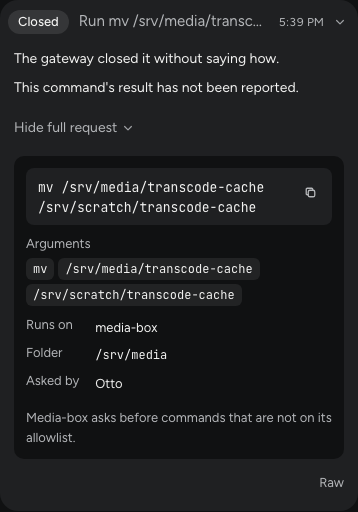 Closed Run mv /srv/media/transc... 5:39 PM
The gateway closed it without saying how.
This command's result has not been reported.
Hide full request
mv /srv/media/transcode-cache
/srv/scratch/transcode-cache
Arguments
mv /srv/media/transcode-cache
/srv/scratch/transcode-cache
Runs on media-box
Folder /srv/media
Asked by Otto
Media-box asks before commands that are not on its
allowlist.
Raw